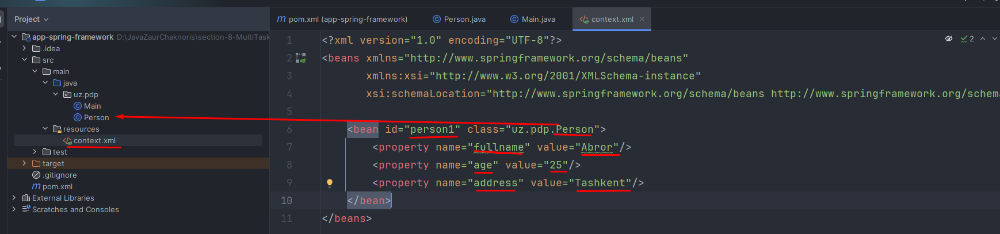 Project
app-spring-framework D:\JavaZaurChaknoris\section-8-MultiTask
.idea
src
main
java
uz.pdp
Main
Person
resources
context.xml
test
target
.gitignore
pom.xml
External Libraries
Scratches and Consoles
pom.xml (app-spring-framework) Person.java Main.java context.xml
2
1 <?xml version="1.0" encoding="UTF-8"?>
2 <beans xmlns="http://www.springframework.org/schema/beans"
3 xmlns:xsi="http://www.w3.org/2001/XMLSchema-instance"
4 xsi:schemaLocation="http://www.springframework.org/schema/beans http://www.springframework.org/schem
5
6 <bean id="person1" class="uz.pdp.Person">
7 <property name="fullname" value="Abror"/>
8 <property name="age" value="25"/>
9 <property name="address" value="Tashkent"/>
10 </bean>
11 </beans>